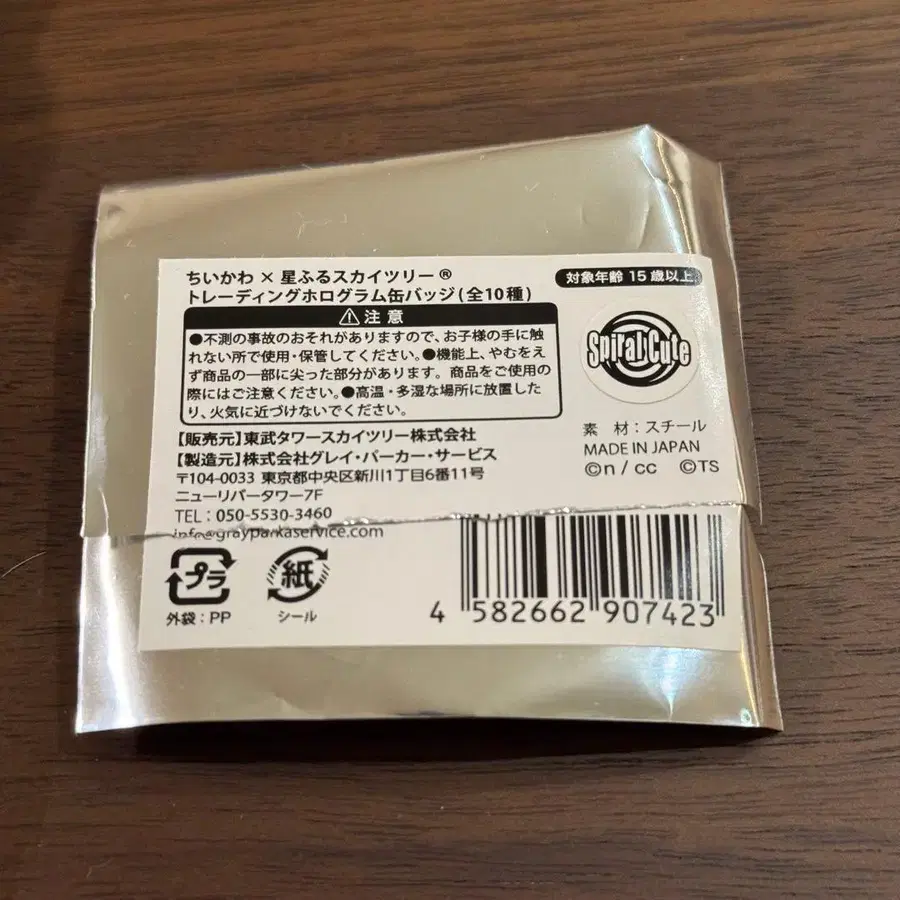 ちいかわ × 星ふるスカイツリー®
トレーディングホログラム缶バッジ(全10種)
対象年齢 15歳以上
⚠注意
●不測の事故のおそれがありますので、お子様の手に触
れない所で使用・保管してください。●機能上、やむをえ
ず商品の一部に尖った部分があります。商品をご使用の
際にはご注意ください。●高温・多湿な場所に放置した
り、火気に近づけないでください。
Spiral Cute
【販売元】東武タワースカイツリー株式会社
【製造元】株式会社グレイ・パーカー・サービス
〒104-0033 東京都中央区新川1丁目6番11号
ニューリバータワー7F
TEL:050-5530-3460
info@grayparkaservice.com
素 材:スチール
MADE IN JAPAN
©n / cc ©TS
プラ
外袋:PP
紙
シール
4 582662 907423